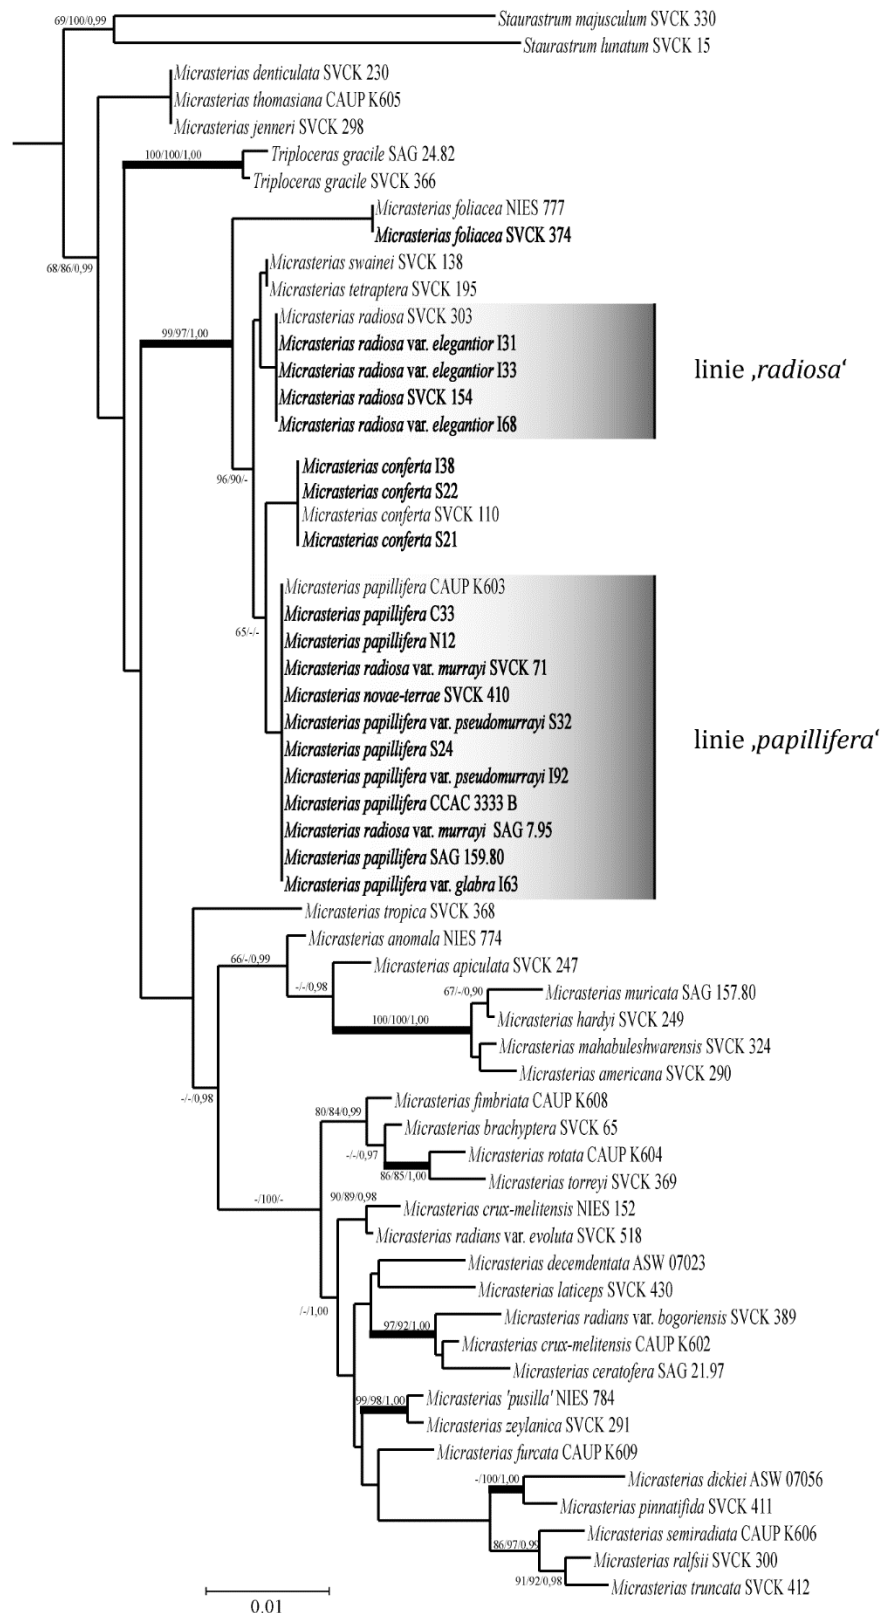 69/100/0,99
Staurastrum majusculum SVCK 330
Staurastrum lunatum SVCK 15
Micrasterias denticulata SVCK 230
Micrasterias thomasiana CAUP K605
Micrasterias jenneri SVCK 298
100/100/1,00
Triploceras gracile SAG 24.82
Triploceras gracile SVCK 366
Micrasterias foliacea NIES 777
Micrasterias foliacea SVCK 374
68/86/0,99
Micrasterias swainei SVCK 138
Micrasterias tetraptera SVCK 195
Micrasterias radiosa SVCK 303
99/97/1,00
Micrasterias radiosa var. elegantior I31
Micrasterias radiosa var. elegantior I33
linie ‚radiosa‘
Micrasterias radiosa SVCK 154
Micrasterias radiosa var. elegantior I68
96/90/-
Micrasterias conferta I38
Micrasterias conferta S22
Micrasterias conferta SVCK 110
Micrasterias conferta S21
Micrasterias papillifera CAUP K603
Micrasterias papillifera C33
65/-/-
Micrasterias papillifera N12
Micrasterias radiosa var. murrayi SVCK 71
Micrasterias novae-terrae SVCK 410
Micrasterias papillifera var. pseudomurrayi S32
linie ‚papillifera‘
Micrasterias papillifera S24
Micrasterias papillifera var. pseudomurrayi I92
Micrasterias papillifera CCAC 3333 B
Micrasterias radiosa var. murrayi SAG 7.95
Micrasterias papillifera SAG 159.80
Micrasterias papillifera var. glabra I63
Micrasterias tropica SVCK 368
Micrasterias anomala NIES 774
66/-/0,99
Micrasterias apiculata SVCK 247
-/-/0,98
67/-/0,90
Micrasterias muricata SAG 157.80
100/100/1,00
Micrasterias hardyi SVCK 249
Micrasterias mahabuleshwarensis SVCK 324
Micrasterias americana SVCK 290
-/-/0,98
Micrasterias fimbriata CAUP K608
80/84/0,99
Micrasterias brachyptera SVCK 65
-/-/0,97
Micrasterias rotata CAUP K604
86/85/1,00
Micrasterias torreyi SVCK 369
-/100/-
90/89/0,98
Micrasterias crux-melitensis NIES 152
Micrasterias radians var. evoluta SVCK 518
Micrasterias decemdentata ASW 07023
Micrasterias laticeps SVCK 430
/-/1,00
Micrasterias radians var. bogoriensis SVCK 389
97/92/1,00
Micrasterias crux-melitensis CAUP K602
Micrasterias ceratofera SAG 21.97
99/98/1,00
Micrasterias 'pusilla' NIES 784
Micrasterias zeylanica SVCK 291
Micrasterias furcata CAUP K609
-/100/1,00
Micrasterias dickiei ASW 07056
Micrasterias pinnatifida SVCK 411
Micrasterias semiradiata CAUP K606
86/97/0,99
Micrasterias ralfsii SVCK 300
91/92/0,98
Micrasterias truncata SVCK 412
0.01